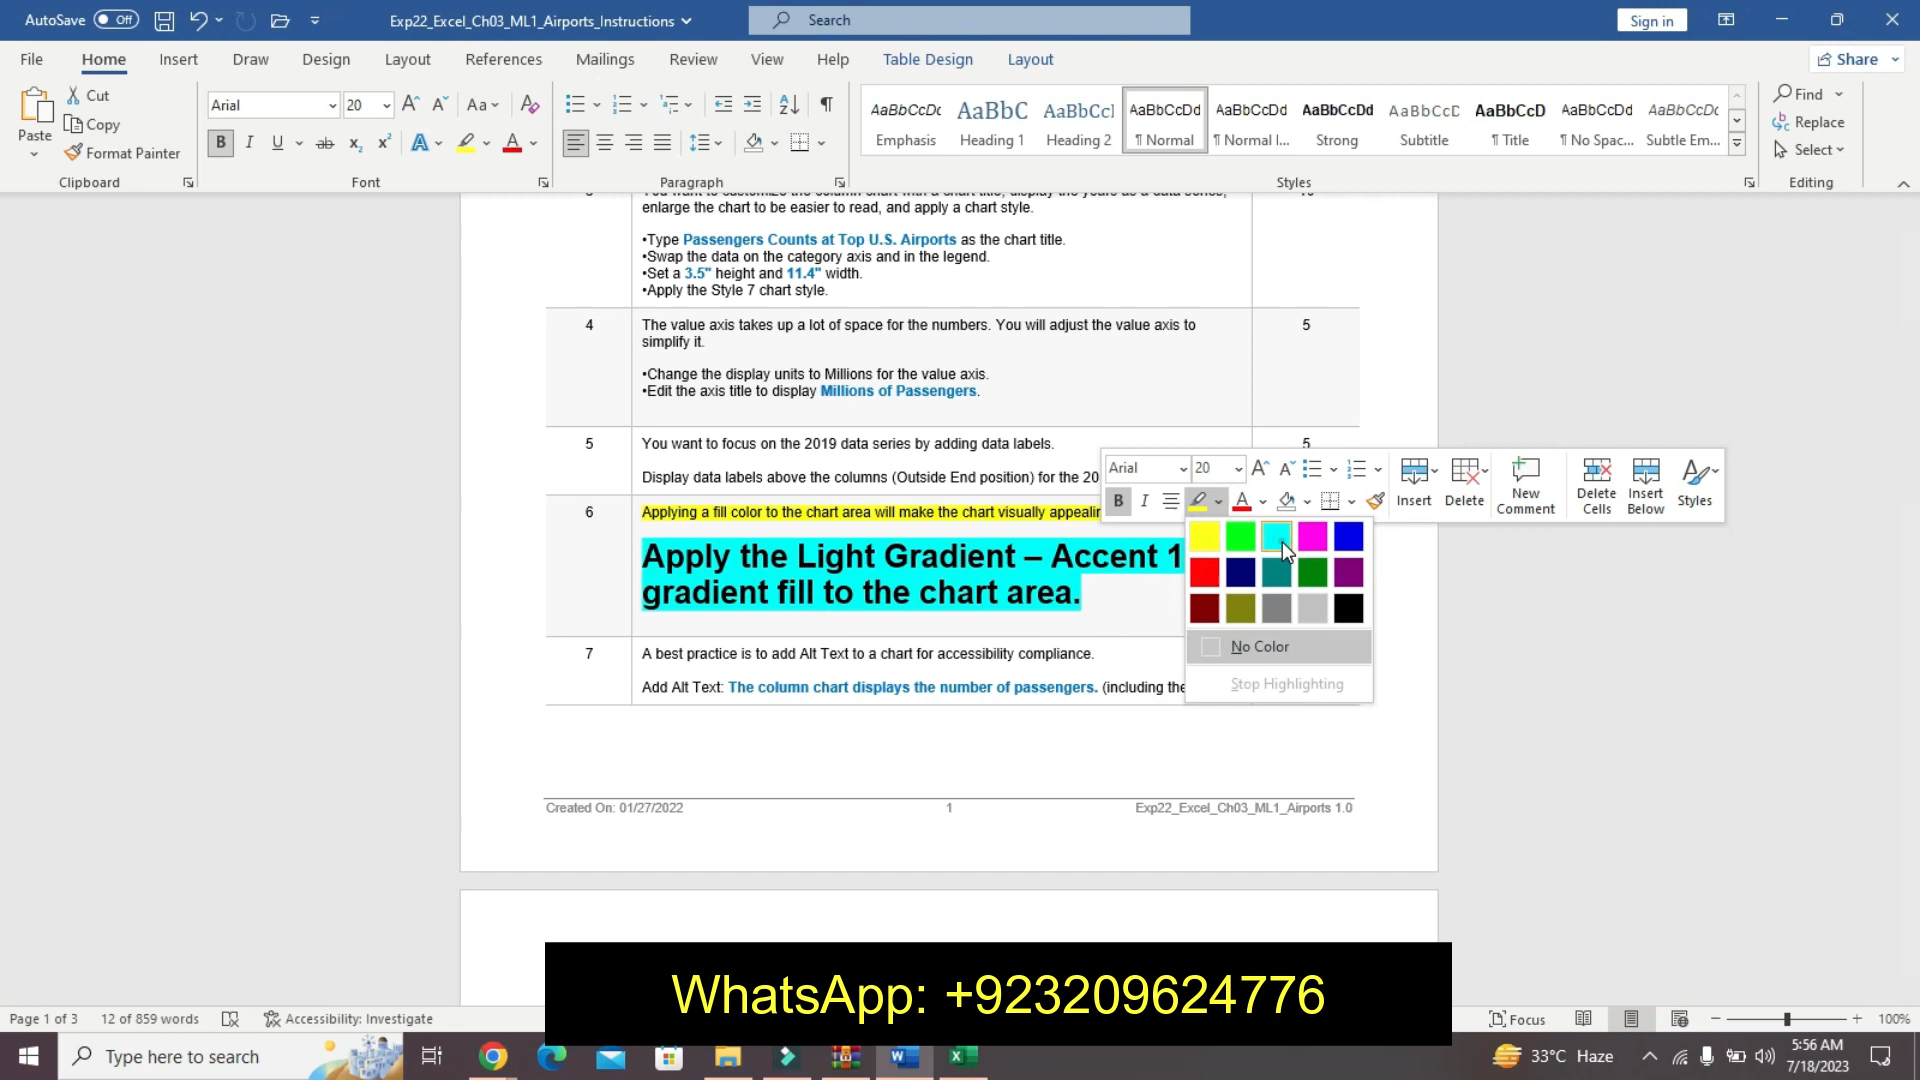 AutoSave Off
Exp22_Excel_Ch03_ML1_Airports_Instructions
Search
Sign in
File Home Insert Draw Design Layout References Mailings Review View Help Table Design Layout
Share
Paste
Cut
Copy
Format Painter
Clipboard
Arial 20
Font
Paragraph
AaBbCcDc AaBbC AaBbCcI AaBbCcDd AaBbCcDd AaBbCcDd AaBbCcC AaBbCcD AaBbCcDd AaBbCcDc
Emphasis Heading 1 Heading 2 ¶ Normal ¶ Normal I... Strong Subtitle ¶ Title ¶ No Spac... Subtle Em...
Styles
Find
Replace
Select
Editing
enlarge the chart to be easier to read, and apply a chart style.
•Type Passengers Counts at Top U.S. Airports as the chart title.
•Swap the data on the category axis and in the legend.
•Set a 3.5" height and 11.4" width.
•Apply the Style 7 chart style.
4 The value axis takes up a lot of space for the numbers. You will adjust the value axis to 5
simplify it.
•Change the display units to Millions for the value axis.
•Edit the axis title to display Millions of Passengers.
5 You want to focus on the 2019 data series by adding data labels. 5
Display data labels above the columns (Outside End position) for the 20
6 Applying a fill color to the chart area will make the chart visually appealin
Apply the Light Gradient – Accent 1
gradient fill to the chart area.
7 A best practice is to add Alt Text to a chart for accessibility compliance.
Add Alt Text: The column chart displays the number of passengers. (including the
Arial 20
Insert Delete New Comment Delete Cells Insert Below Styles
No Color
Stop Highlighting
Created On: 01/27/2022 1 Exp22_Excel_Ch03_ML1_Airports 1.0
WhatsApp: +923209624776
Page 1 of 3 12 of 859 words Accessibility: Investigate
Focus
100%
Type here to search
33°C Haze
5:56 AM
7/18/2023